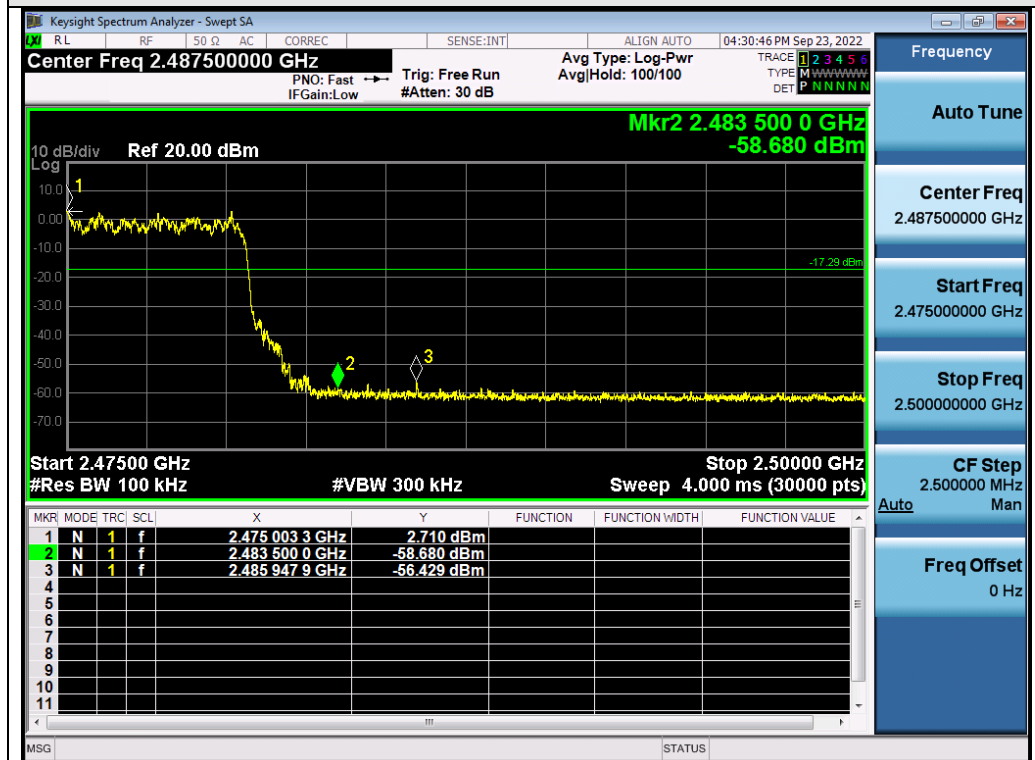 Keysight Spectrum Analyzer - Swept SA
LXI RL RF 50 Ω AC CORREC SENSE:INT ALIGN AUTO 04:30:46 PM Sep 23, 2022
Center Freq 2.487500000 GHz
PNO: Fast
IFGain:Low
Trig: Free Run
#Atten: 30 dB
Avg Type: Log-Pwr
Avg|Hold: 100/100
TRACE 1 2 3 4 5 6
TYPE M WWWWW
DET P N N N N N
Mkr2 2.483 500 0 GHz
-58.680 dBm
10 dB/div Ref 20.00 dBm
Log
10.0
0.00
-10.0
-20.0
-30.0
-40.0
-50.0
-60.0
-70.0
1
2
3
-17.29 dBm
Start 2.47500 GHz Stop 2.50000 GHz
#Res BW 100 kHz #VBW 300 kHz Sweep 4.000 ms (30000 pts)
MKR MODE TRC SCL X Y FUNCTION FUNCTION WIDTH FUNCTION VALUE
1 N 1 f 2.475 003 3 GHz 2.710 dBm
2 N 1 f 2.483 500 0 GHz -58.680 dBm
3 N 1 f 2.485 947 9 GHz -56.429 dBm
4
5
6
7
8
9
10
11
MSG STATUS
Frequency
Auto Tune
Center Freq
2.487500000 GHz
Start Freq
2.475000000 GHz
Stop Freq
2.500000000 GHz
CF Step
2.500000 MHz
Auto Man
Freq Offset
0 Hz